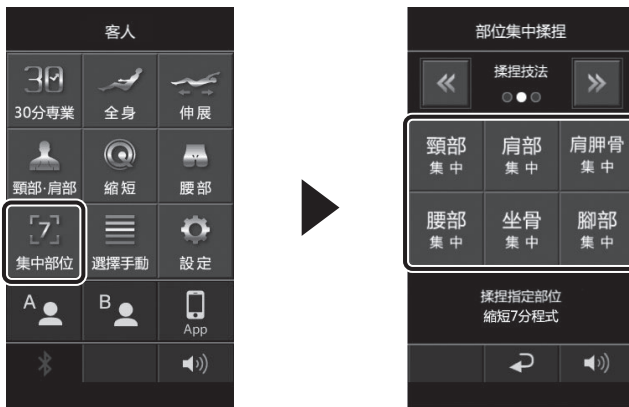 客人
30
30分専業
全身
伸展
頸部·肩部
縮短
腰部
7
集中部位
選擇手動
設定
A
B
App
部位集中揉捏
揉捏技法
頸部
集中
肩部
集中
肩胛骨
集中
腰部
集中
坐骨
集中
腳部
集中
揉捏指定部位
縮短7分程式